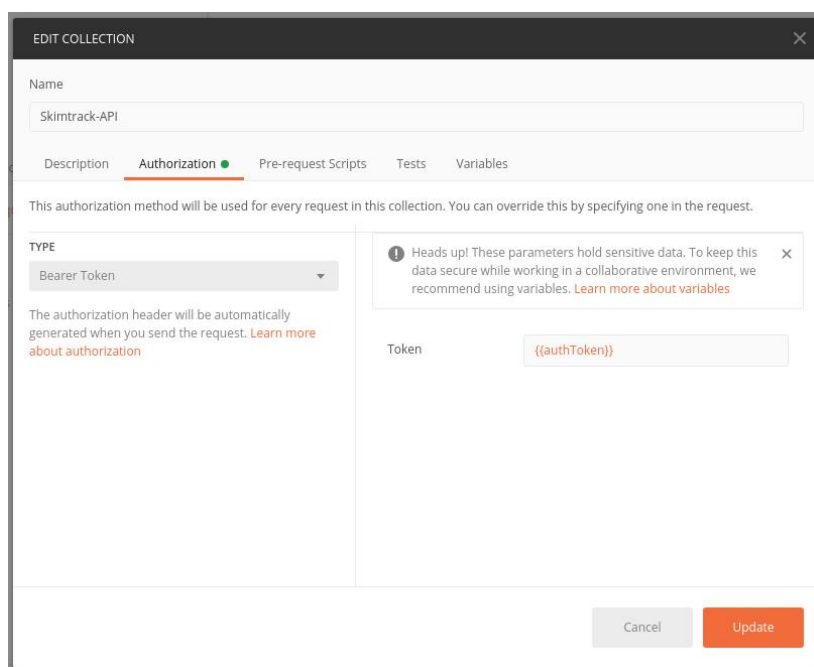 EDIT COLLECTION
Name
Skimtrack-API
Description Authorization Pre-request Scripts Tests Variables
This authorization method will be used for every request in this collection. You can override this by specifying one in the request.
TYPE
Bearer Token
The authorization header will be automatically
generated when you send the request. Learn more
about authorization
Heads up! These parameters hold sensitive data. To keep this
data secure while working in a collaborative environment, we
recommend using variables. Learn more about variables
Token {{authToken}}
Cancel Update